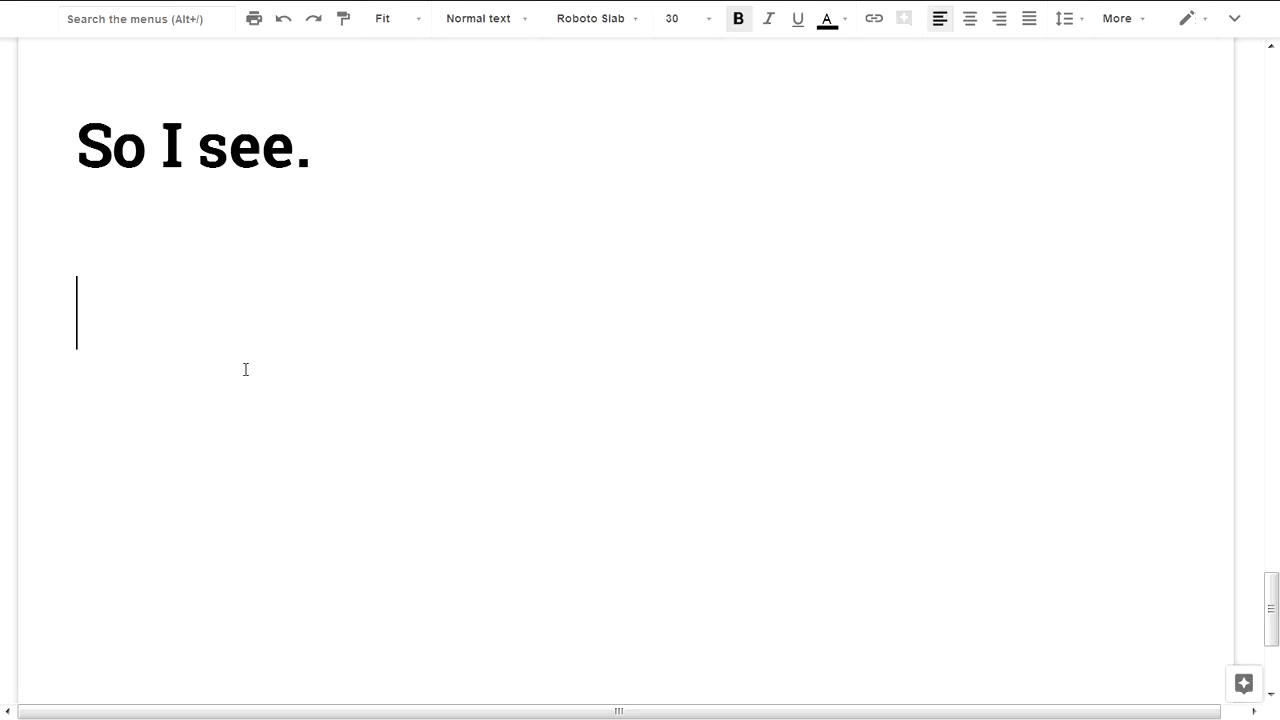 Search the menus (Alt+/) Fit Normal text Roboto Slab 30 B I U A More
So I see.